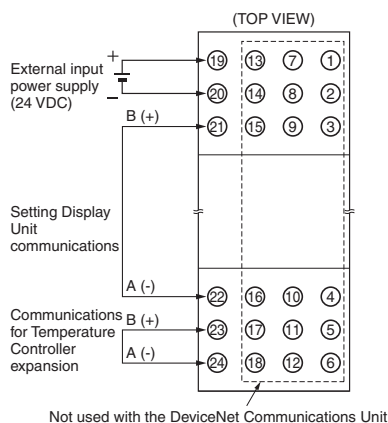 (TOP VIEW)
External input
power supply
(24 VDC)
+
−
19 13 7 1
20 14 8 2
B (+)
21 15 9 3
Setting Display
Unit
communications
A (-)
22 16 10 4
Communications
for Temperature
Controller
expansion
B (+)
23 17 11 5
A (-)
24 18 12 6
Not used with the DeviceNet Communications Unit